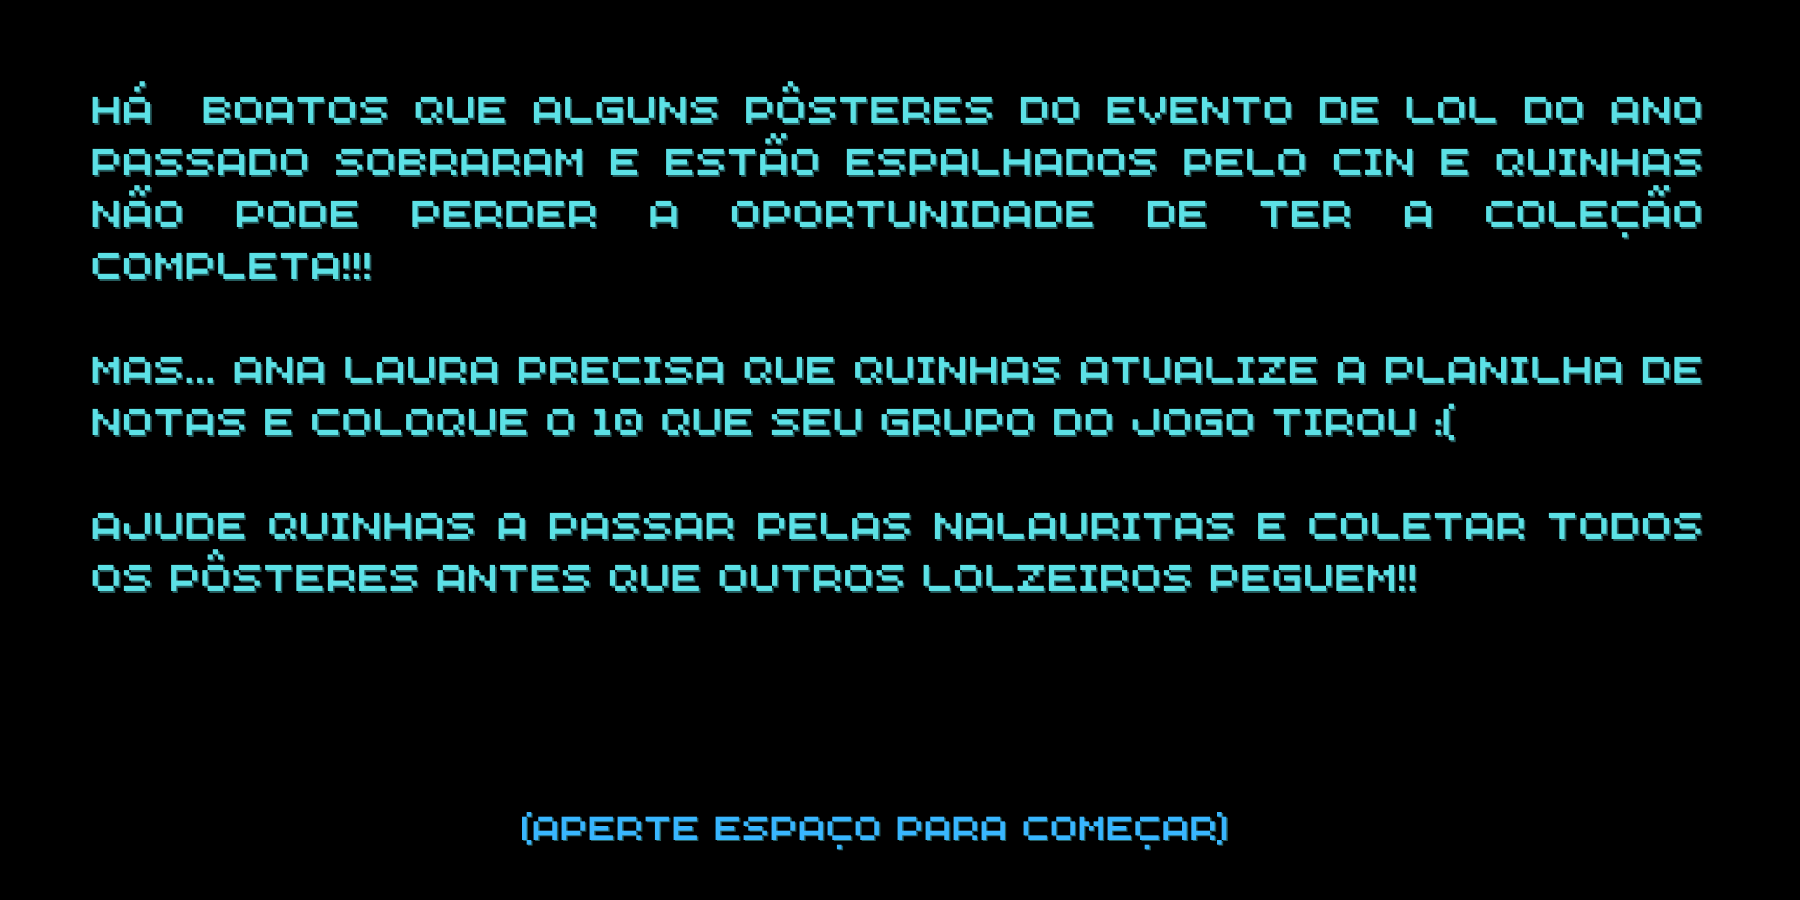 HÁ BOATOS QUE ALGUNS PÔSTERES DO EVENTO DE LOL DO ANO
PASSADO SOBRARAM E ESTÃO ESPALHADOS PELO CIN E QUINHAS
NÃO PODE PERDER A OPORTUNIDADE DE TER A COLEÇÃO
COMPLETA!!!
MAS... ANA LAURA PRECISA QUE QUINHAS ATUALIZE A PLANILHA DE
NOTAS E COLOQUE O 10 QUE SEU GRUPO DO JOGO TIROU :(
AJUDE QUINHAS A PASSAR PELAS NALAURITAS E COLETAR TODOS
OS PÔSTERES ANTES QUE OUTROS LOLZEIROS PEGUEM!!
(APERTE ESPAÇO PARA COMEÇAR)